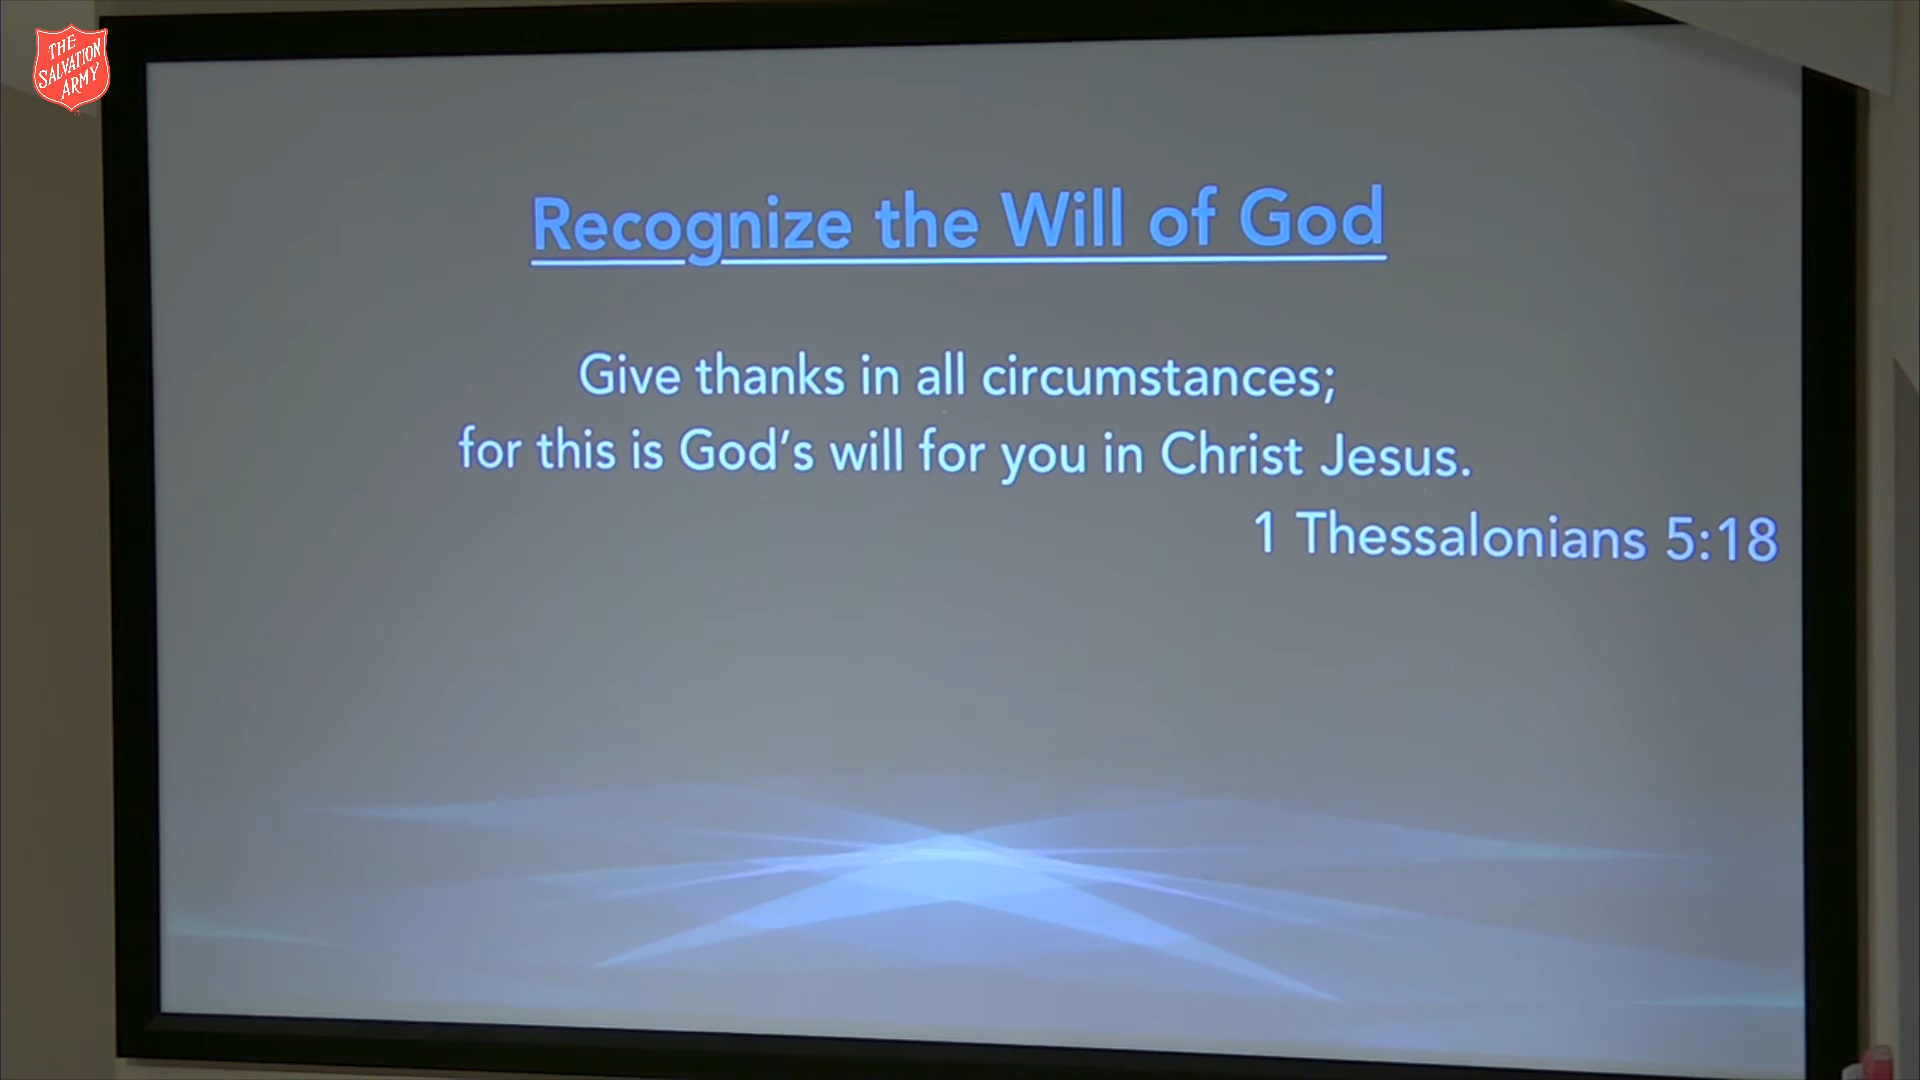 THE
SALVATION
ARMY
Recognize the Will of God
Give thanks in all circumstances;
for this is God's will for you in Christ Jesus.
1 Thessalonians 5:18